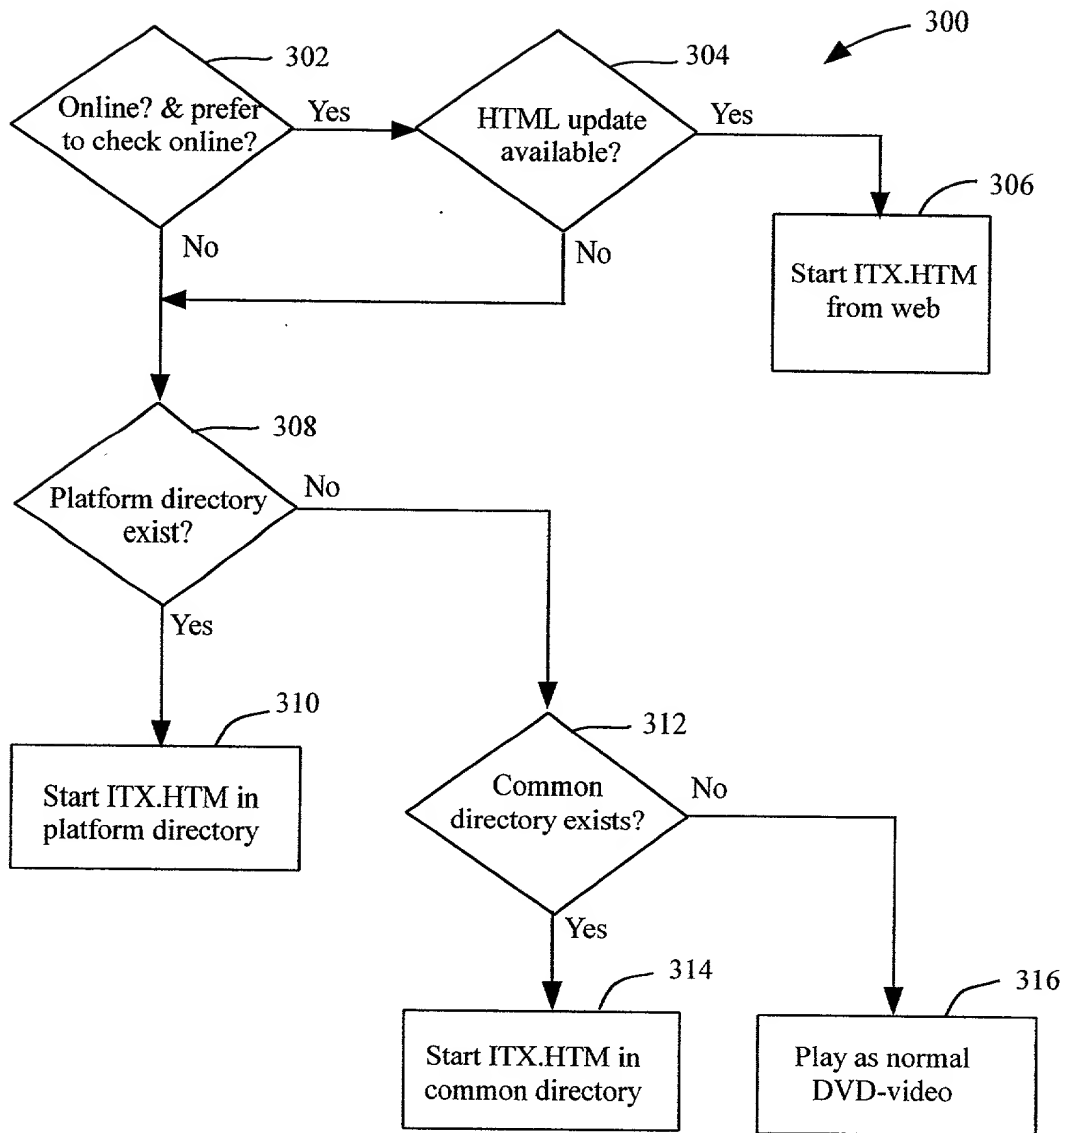 300
302
Online? & prefer
to check online?
Yes
No
304
HTML update
available?
Yes
No
306
Start ITX.HTM
from web
308
Platform directory
exist?
No
Yes
310
Start ITX.HTM in
platform directory
312
Common
directory exists?
No
Yes
314
Start ITX.HTM in
common directory
316
Play as normal
DVD-video